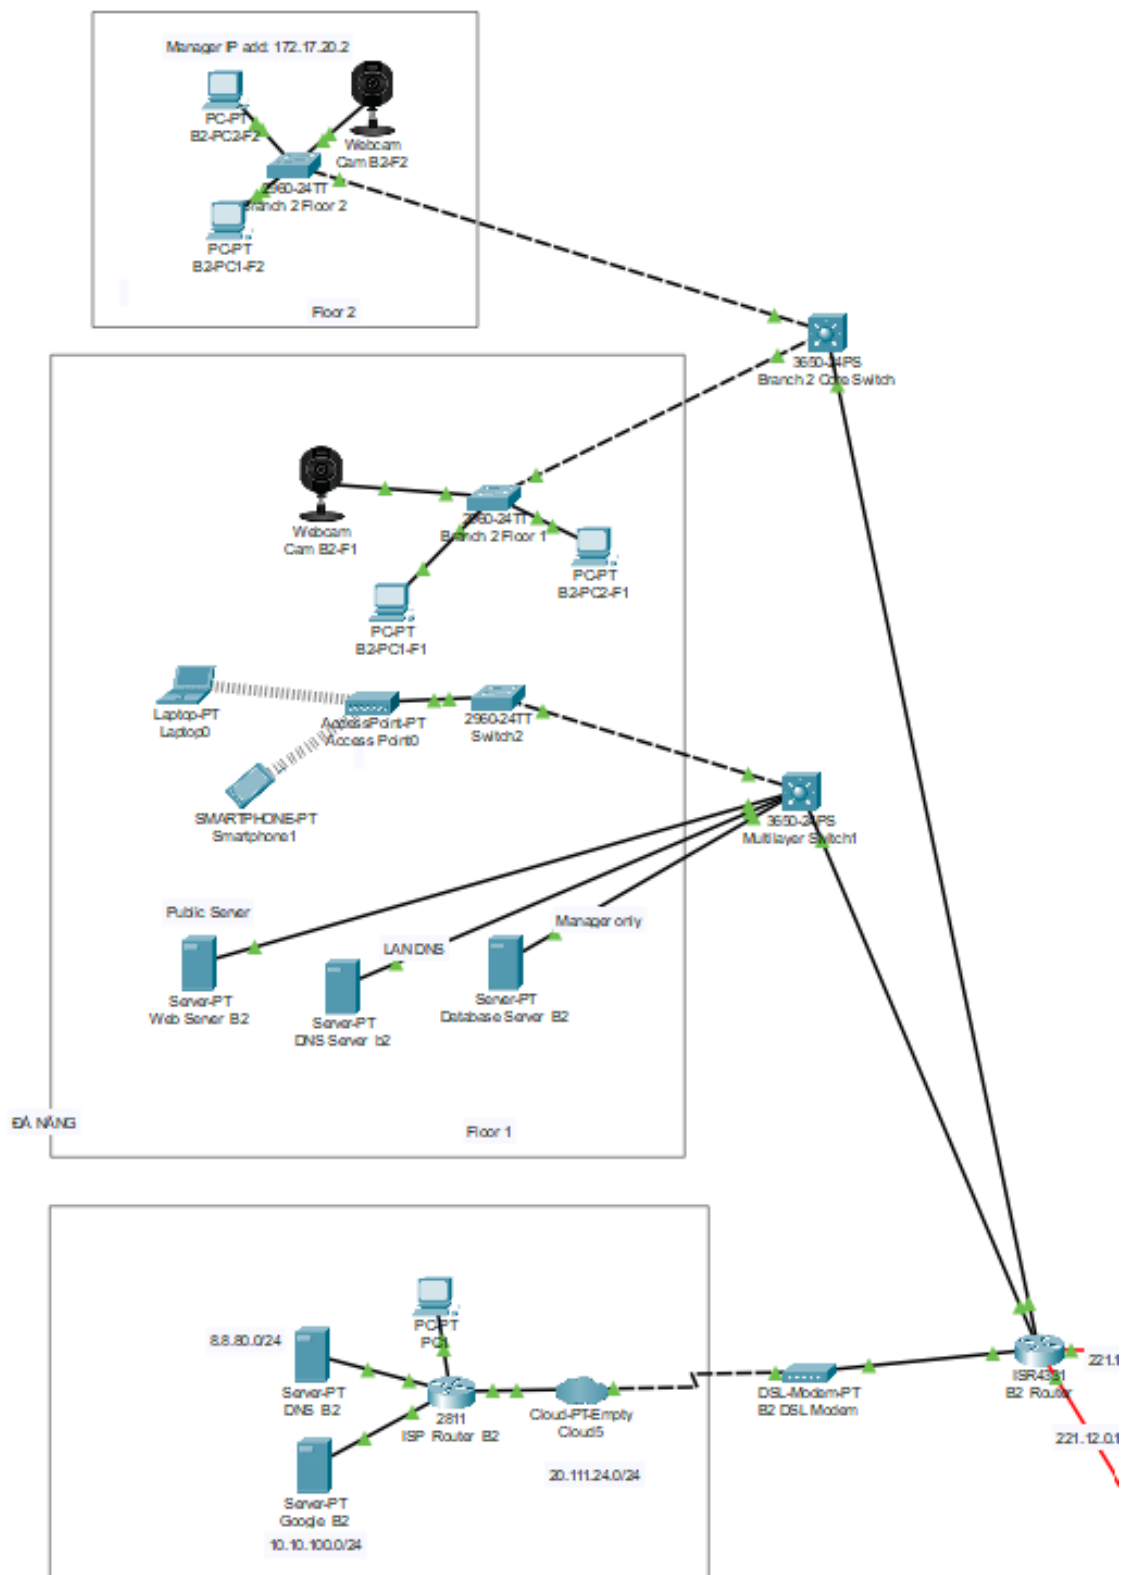 Manager IP add: 172.17.20.2
PC-PT
B2-PC2-F2
Webcam
Cam B2-F2
2960-24TT
Branch 2 Floor 2
PC-PT
B2-PC1-F2
Floor 2
3650-24PS
Branch 2 Core Switch
Webcam
Cam B2-F1
2960-24TT
Branch 2 Floor 1
PC-PT
B2-PC2-F1
PC-PT
B2-PC1-F1
Laptop-PT
Laptop0
AccessPoint-PT
Access Point0
2960-24TT
Switch2
SMARTPHONE-PT
Smartphone1
3650-24PS
Multilayer Switch1
Public Server
Manager only
LAN DNS
Server-PT
Web Server B2
Server-PT
DNS Server b2
Server-PT
Database Server B2
ĐÀ NẴNG
Floor 1
PC-PT
PC1
8.8.80.0/24
Server-PT
DNS B2
2811
ISP Router B2
Cloud-PT-Empty
Cloud5
DSL-Modem-PT
B2 DSL Modem
ISR4331
B2 Router
221.1
221.12.0.1
20.111.24.0/24
Server-PT
Google B2
10.10.100.0/24